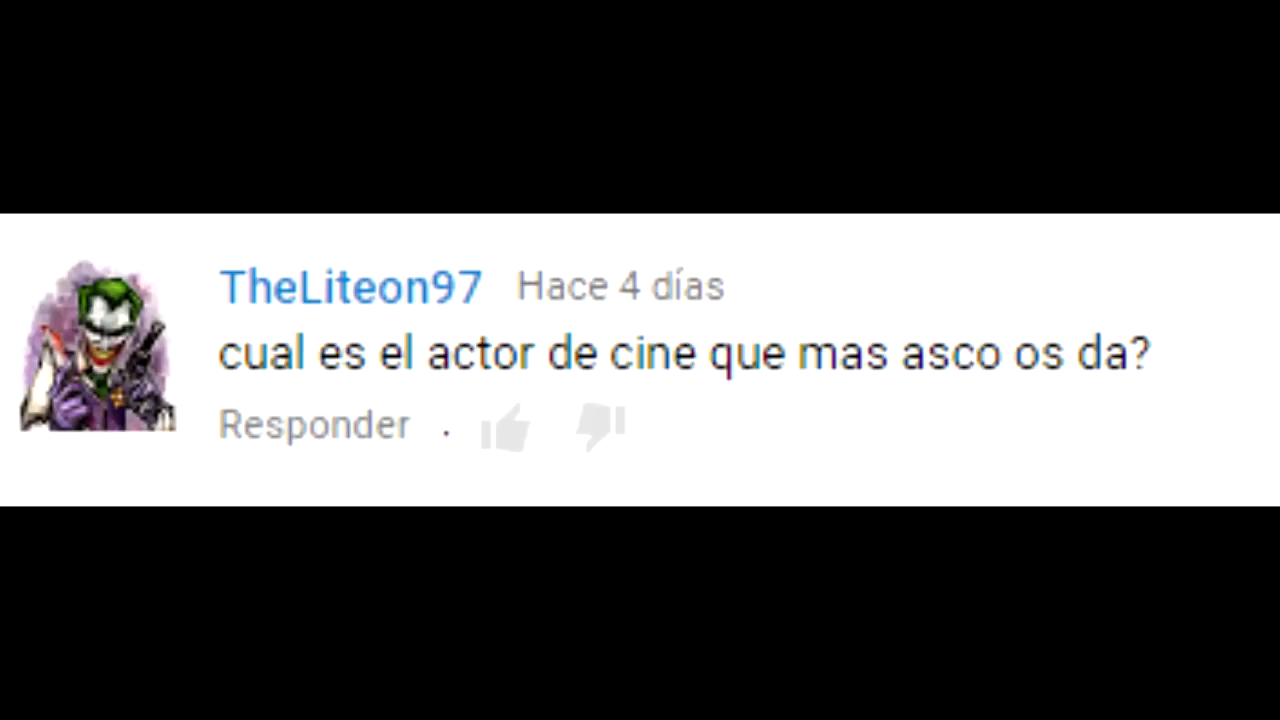 TheLiteon97 Hace 4 días
cual es el actor de cine que mas asco os da?
Responder .